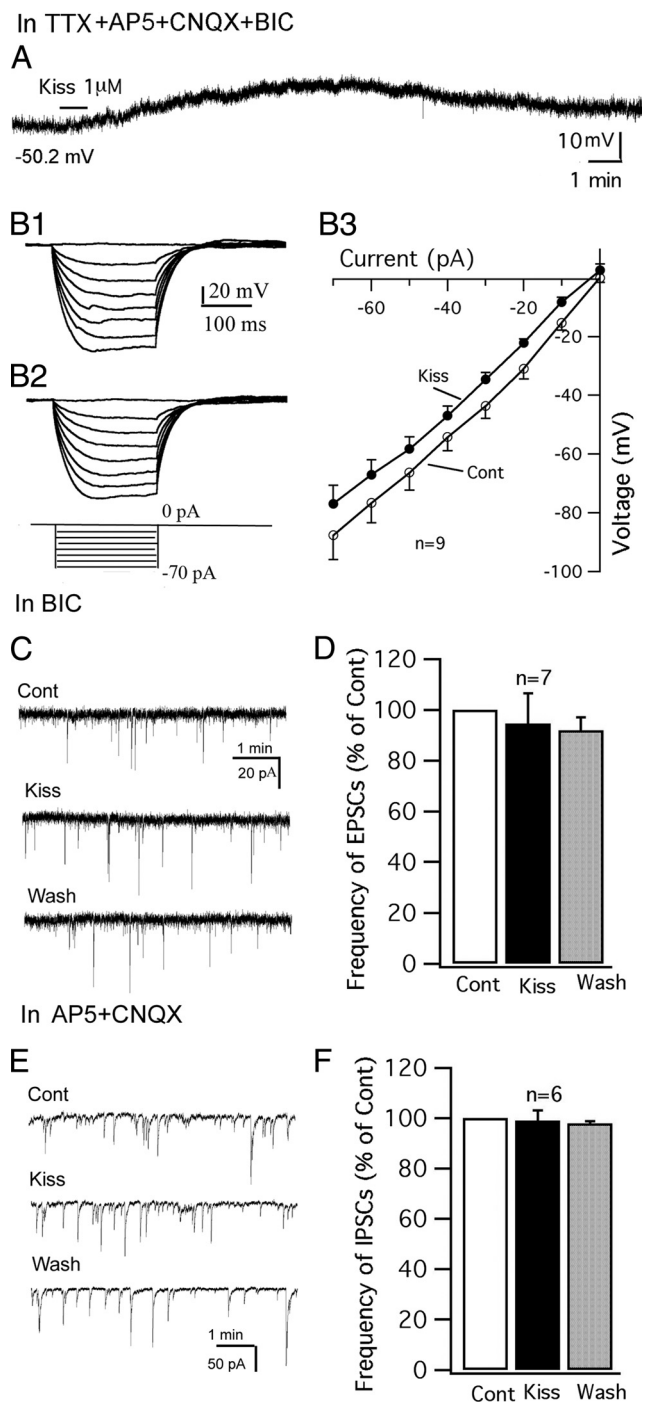 In TTX+AP5+CNQX+BIC
A
Kiss 1μM
-50.2 mV
10mV
1 min
B1
20 mV
100 ms
B2
0 pA
-70 pA
B3
Current (pA)
-60 -40 -20
-20
-40
-60
-80
-100
Voltage (mV)
Kiss
Cont
n=9
In BIC
C
Cont
1 min
20 pA
Kiss
Wash
D
Frequency of EPSCs (% of Cont)
120
100
80
60
40
20
0
n=7
Cont Kiss Wash
In AP5+CNQX
E
Cont
Kiss
Wash
1 min
50 pA
F
Frequency of IPSCs (% of Cont)
120
100
80
60
40
20
0
n=6
Cont Kiss Wash